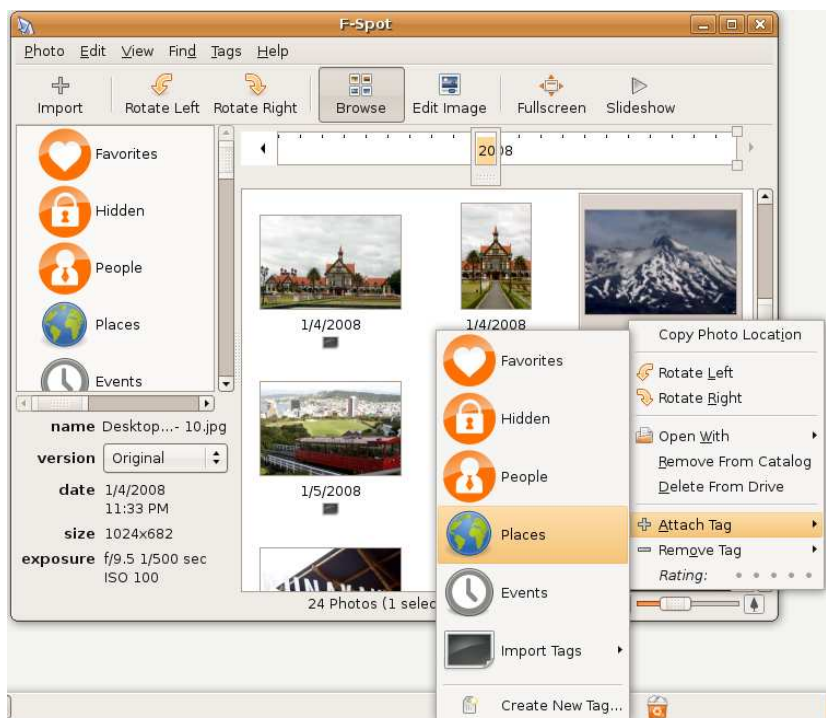 F-Spot
Photo Edit View Find Tags Help
Import Rotate Left Rotate Right Browse Edit Image Fullscreen Slideshow
Favorites
Hidden
People
Places
Events
2008
1/4/2008
1/4/2008
1/5/2008
name Desktop...- 10.jpg
version Original
date 1/4/2008
11:33 PM
size 1024x682
exposure f/9.5 1/500 sec
ISO 100
24 Photos (1 selec
Copy Photo Location
Rotate Left
Rotate Right
Open With
Remove From Catalog
Delete From Drive
Attach Tag
Remove Tag
Rating:
Favorites
Hidden
People
Places
Events
Import Tags
Create New Tag...